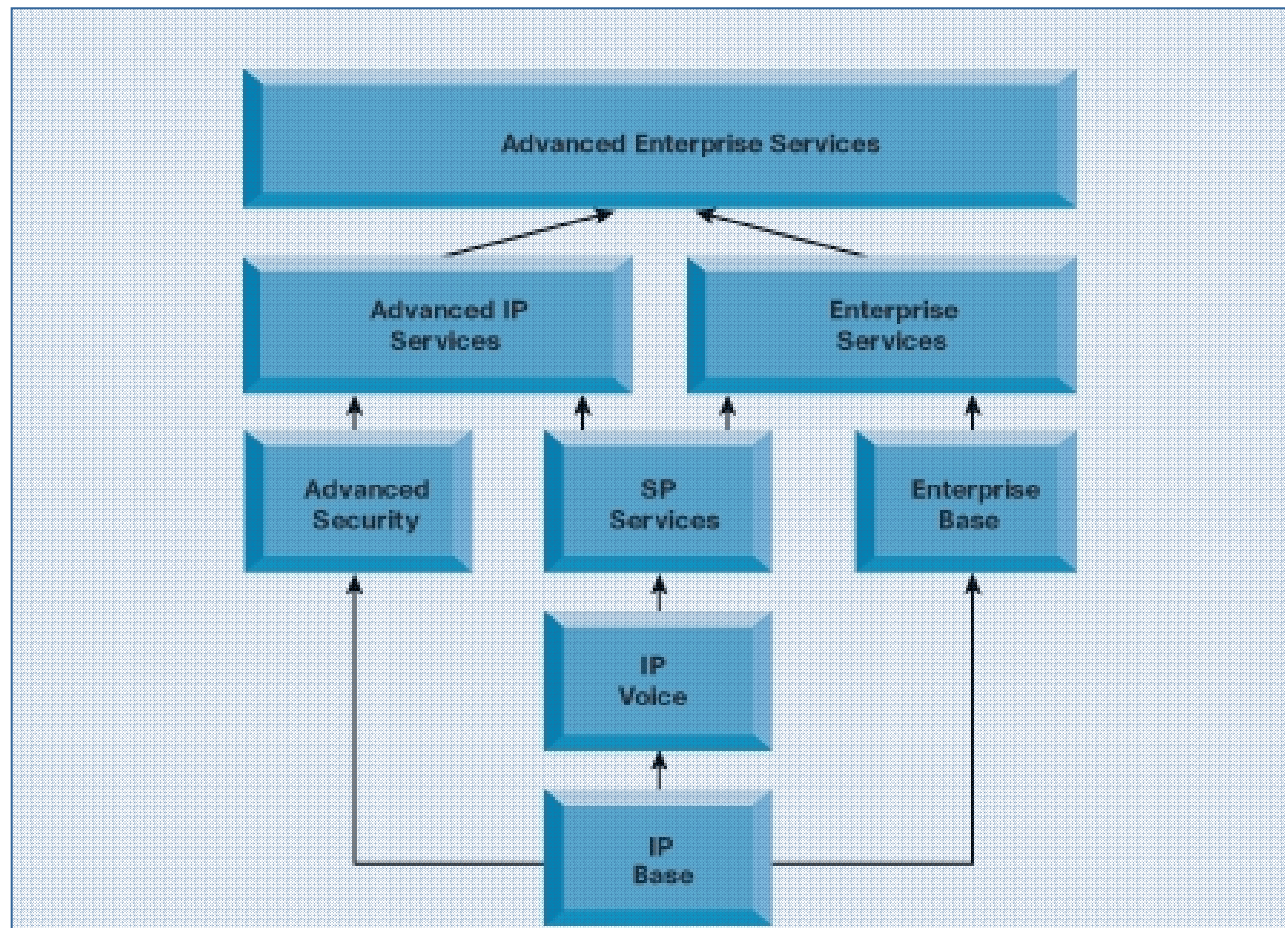 Advanced Enterprise Services
Advanced IP
Services
Enterprise
Services
Advanced
Security
SP
Services
Enterprise
Base
IP
Voice
IP
Base